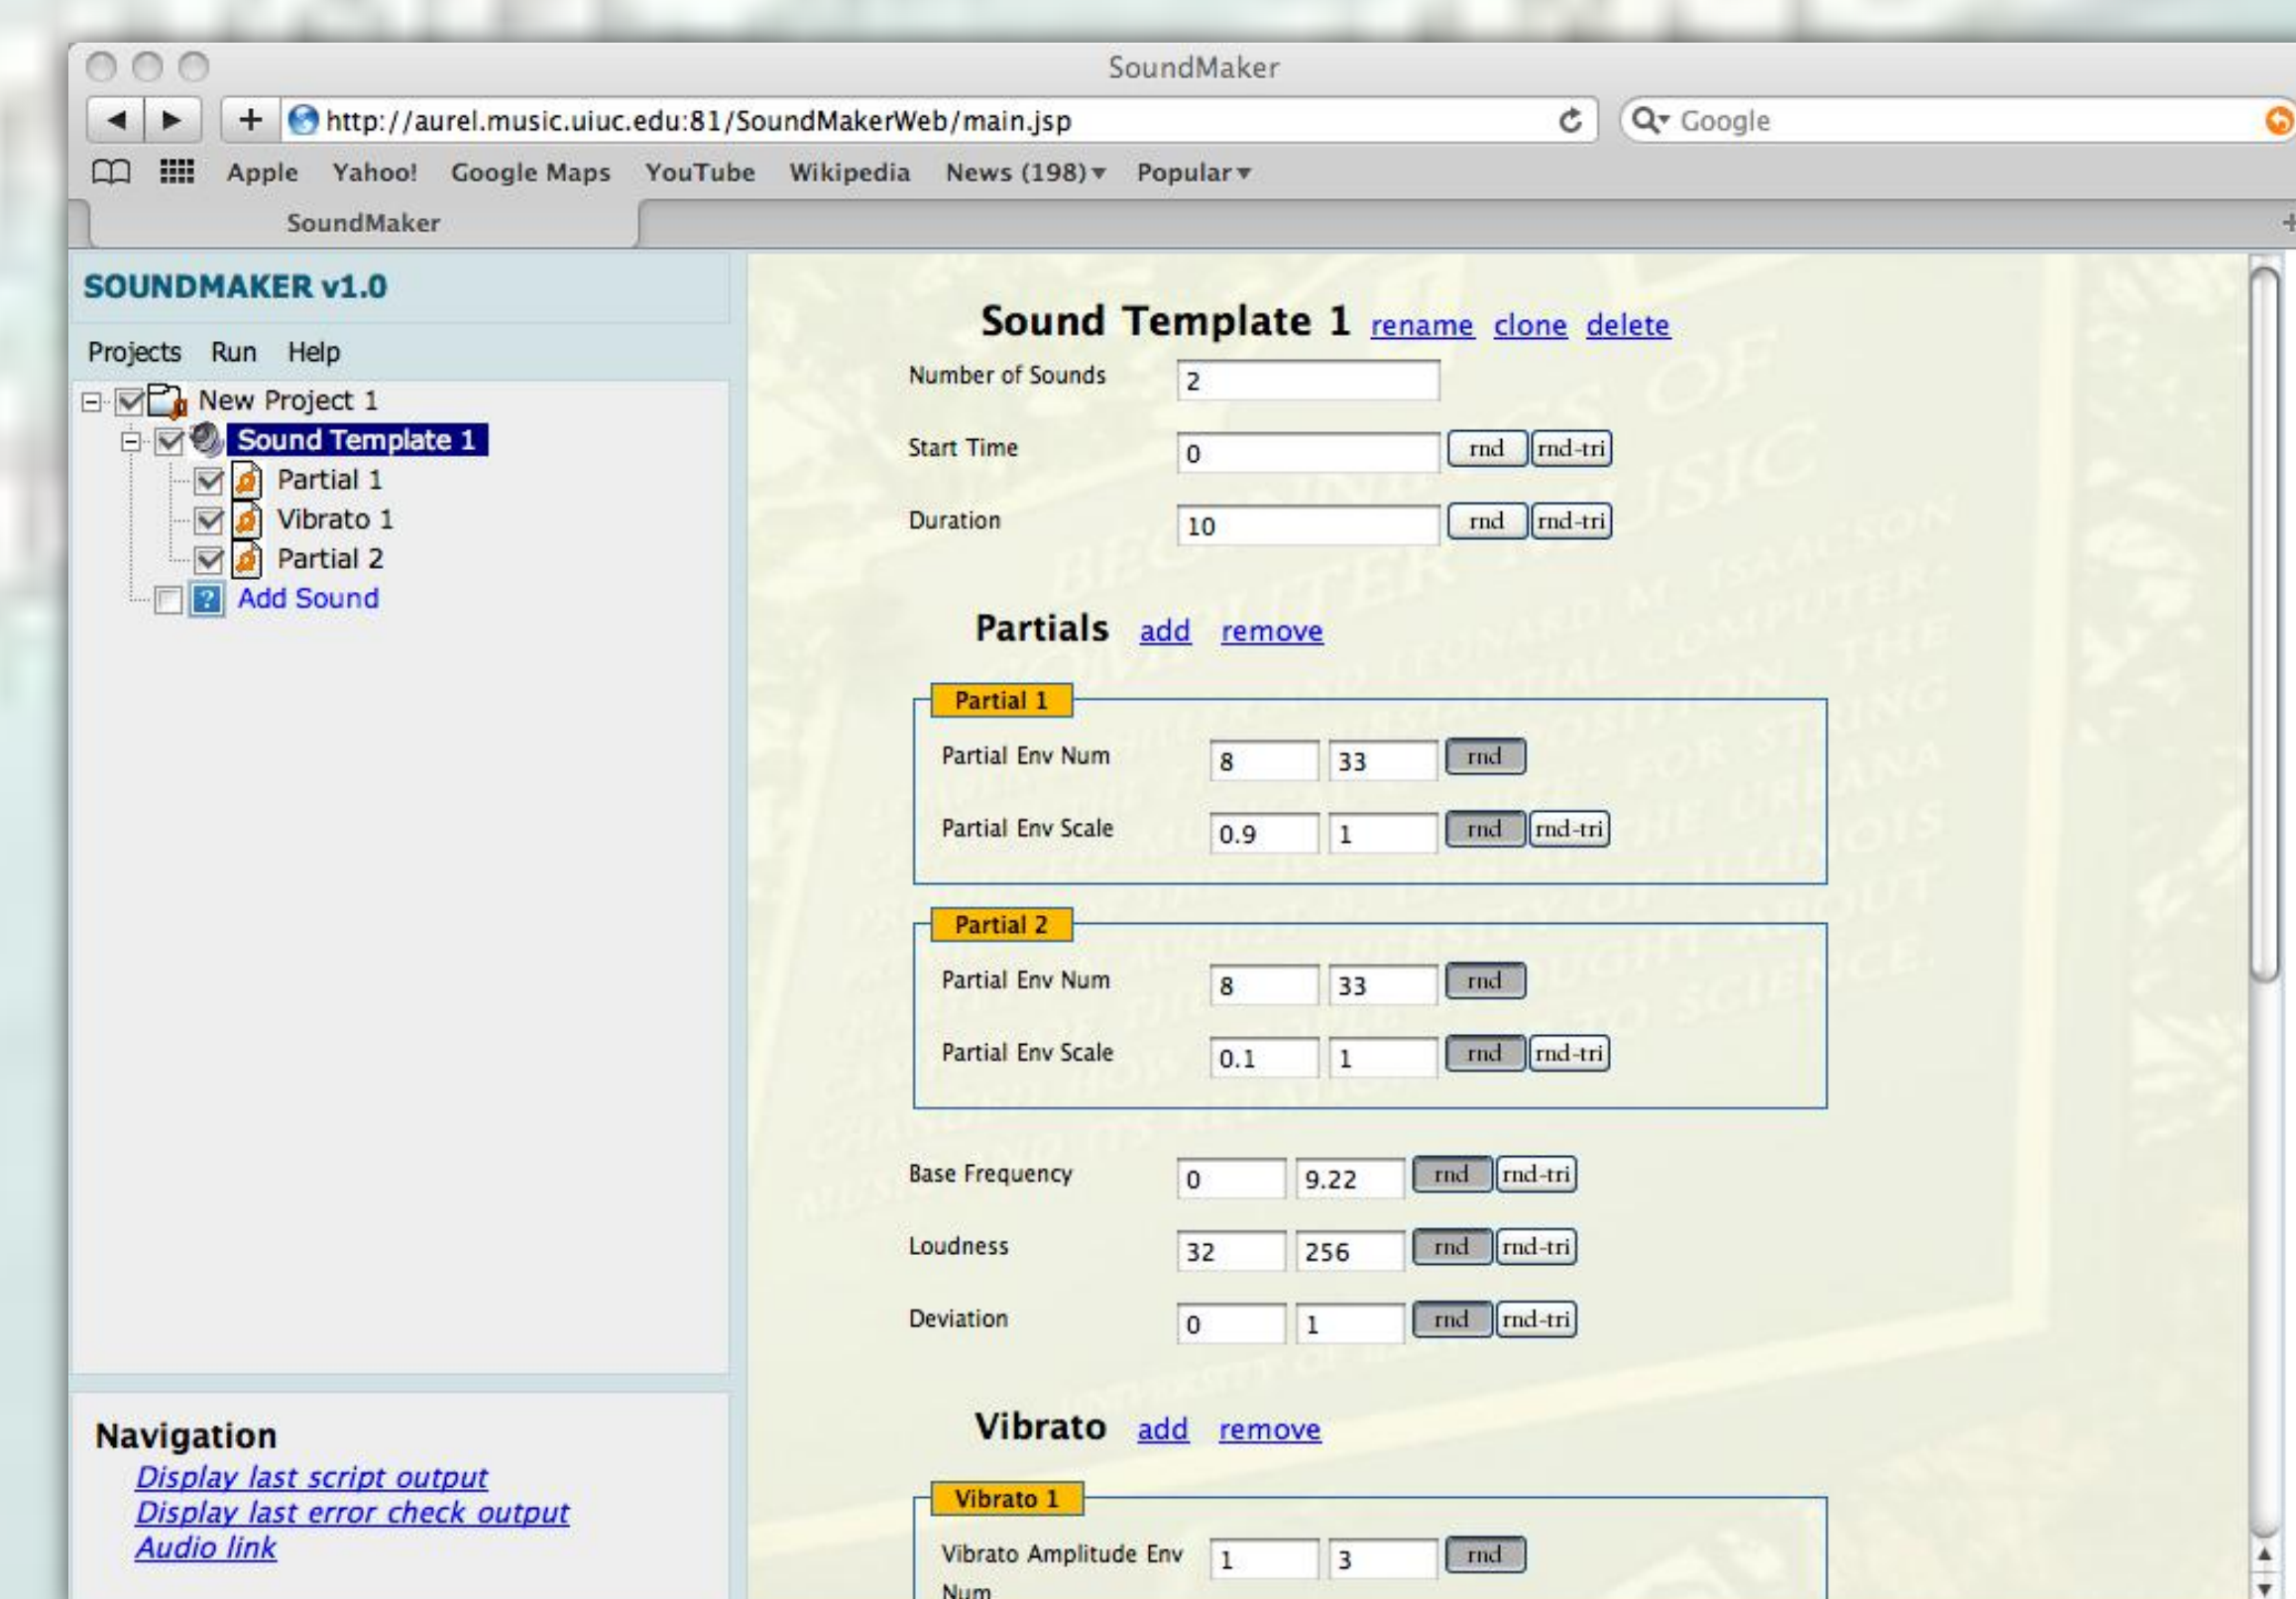 SoundMaker
http://aurel.music.uiuc.edu:81/SoundMakerWeb/main.jsp
Google
Apple Yahoo! Google Maps YouTube Wikipedia News (198) Popular
SoundMaker
SOUNDMAKER v1.0
Projects Run Help
New Project 1
Sound Template 1
Partial 1
Vibrato 1
Partial 2
Add Sound
Navigation
Display last script output
Display last error check output
Audio link
Sound Template 1 rename clone delete
Number of Sounds 2
Start Time 0 rnd rnd-tri
Duration 10 rnd rnd-tri
Partials add remove
Partial 1
Partial Env Num 8 33 rnd
Partial Env Scale 0.9 1 rnd rnd-tri
Partial 2
Partial Env Num 8 33 rnd
Partial Env Scale 0.1 1 rnd rnd-tri
Base Frequency 0 9.22 rnd rnd-tri
Loudness 32 256 rnd rnd-tri
Deviation 0 1 rnd rnd-tri
Vibrato add remove
Vibrato 1
Vibrato Amplitude Env 1 3 rnd
Num
BEGINNINGS OF
COMPUTER MUSIC